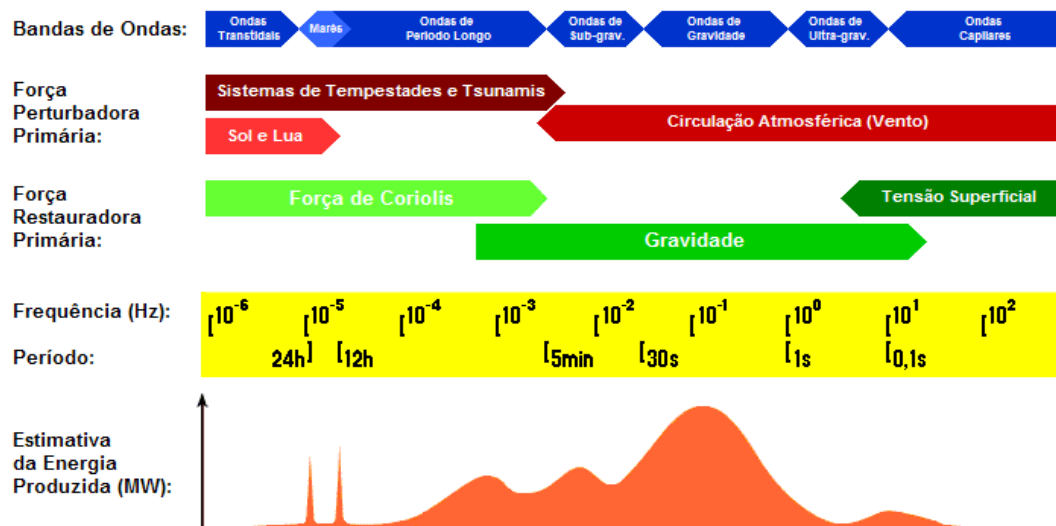 Bandas de Ondas:
Ondas Transtidais
Marés
Ondas de Período Longo
Ondas de Sub-grav.
Ondas de Gravidade
Ondas de Ultra-grav.
Ondas Capilares
Força Perturbadora Primária:
Sistemas de Tempestades e Tsunamis
Circulação Atmosférica (Vento)
Sol e Lua
Força Restauradora Primária:
Força de Coriolis
Tensão Superficial
Gravidade
Frequência (Hz):
[10⁻⁶ [10⁻⁵ [10⁻⁴ [10⁻³ [10⁻² [10⁻¹ [10⁰ [10¹ [10²
Período:
24h] [12h [5min [30s [1s [0,1s
Estimativa da Energia Produzida (MW):